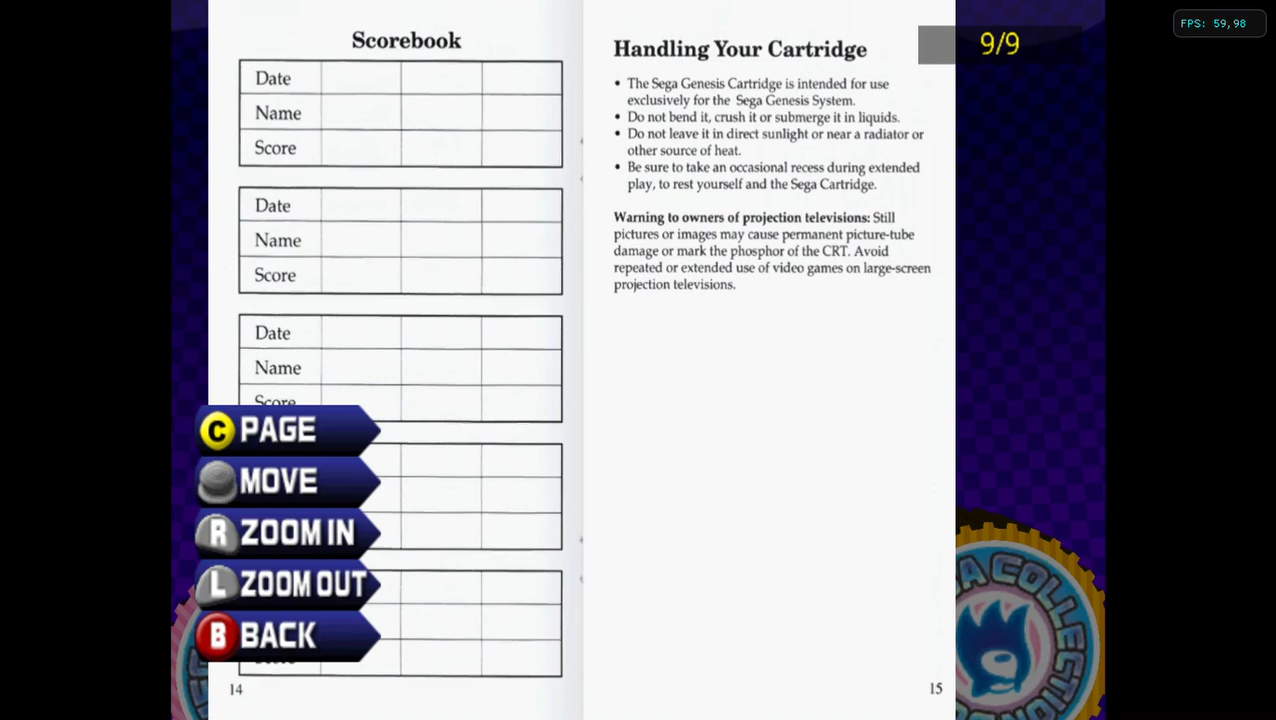 Scorebook
Date
Name
Score
Date
Name
Score
Date
Name
Score
14
Handling Your Cartridge
• The Sega Genesis Cartridge is intended for use
exclusively for the Sega Genesis System.
• Do not bend it, crush it or submerge it in liquids.
• Do not leave it in direct sunlight or near a radiator or
other source of heat.
• Be sure to take an occasional recess during extended
play, to rest yourself and the Sega Cartridge.
Warning to owners of projection televisions: Still
pictures or images may cause permanent picture-tube
damage or mark the phosphor of the CRT. Avoid
repeated or extended use of video games on large-screen
projection televisions.
15
9/9
FPS: 59,98
C PAGE
MOVE
R ZOOM IN
L ZOOM OUT
B BACK